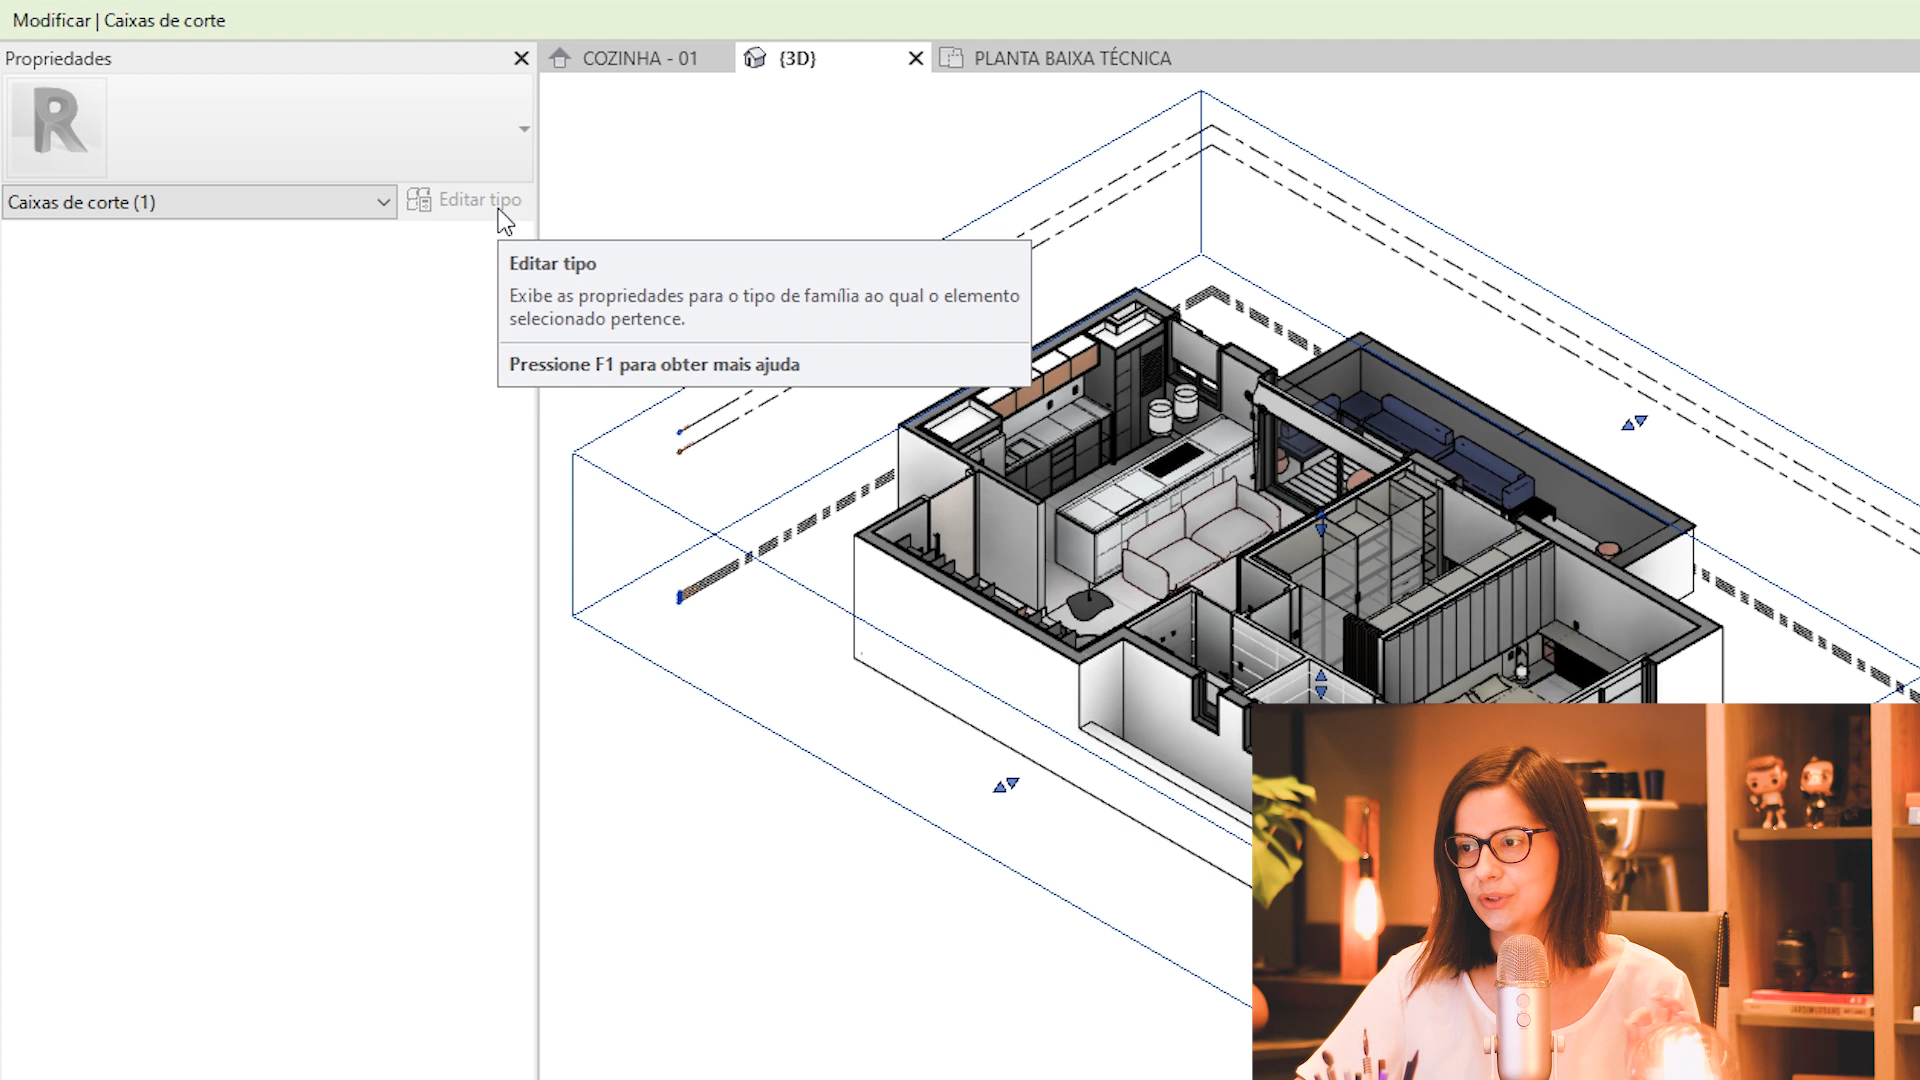 Modificar | Caixas de corte
Propriedades
COZINHA - 01
{3D}
PLANTA BAIXA TÉCNICA
R
Caixas de corte (1)
Editar tipo
Editar tipo
Exibe as propriedades para o tipo de família ao qual o elemento
selecionado pertence.
Pressione F1 para obter mais ajuda